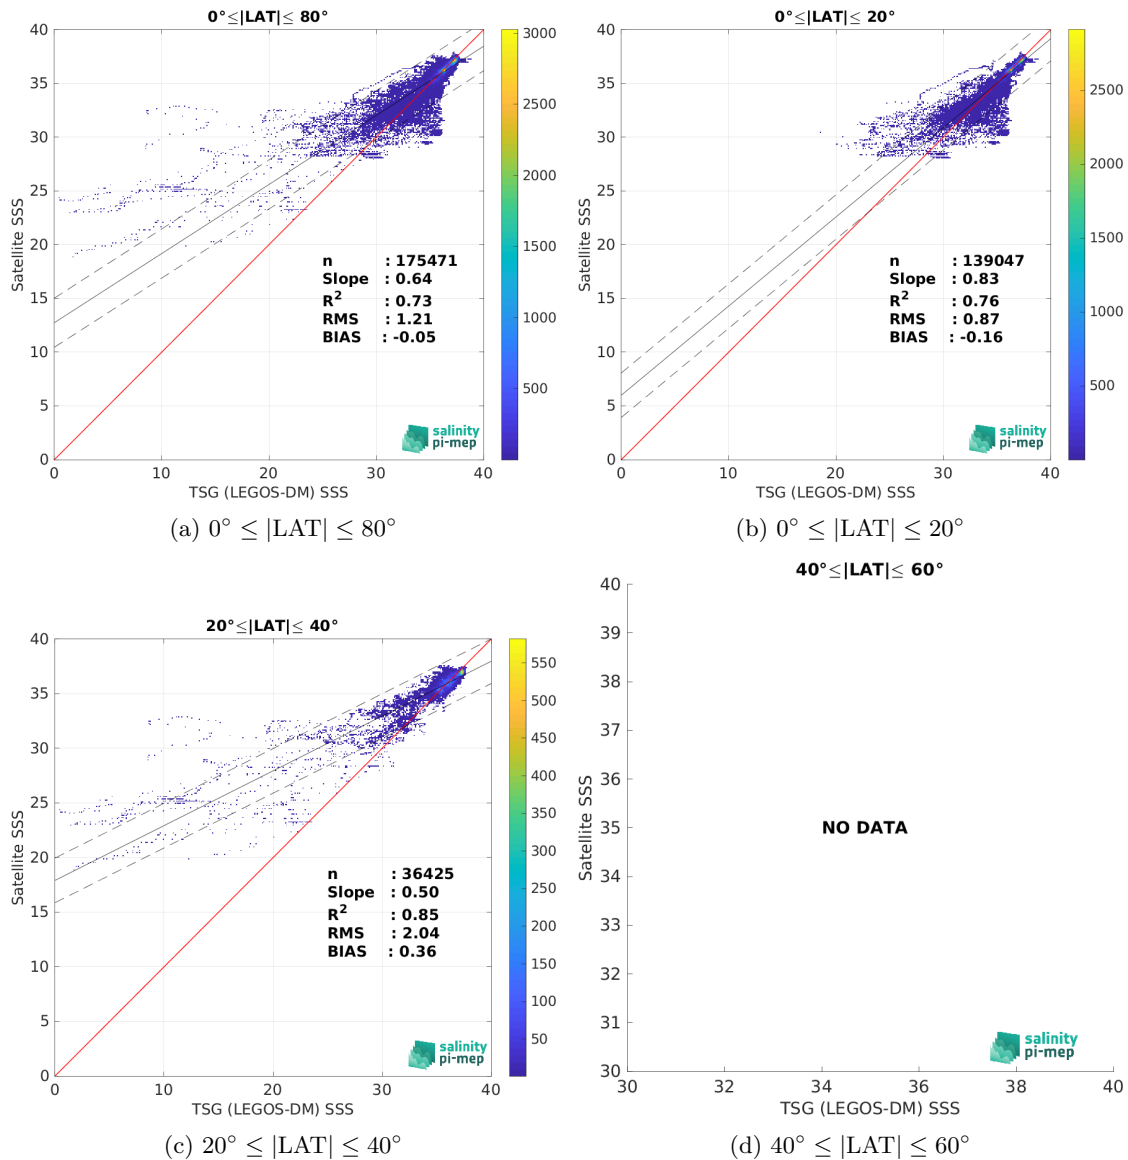 0°≤|LAT|≤ 80°
40
35
30
25
20
15
10
5
0
Satellite SSS
n : 175471
Slope : 0.64
R² : 0.73
RMS : 1.21
BIAS : -0.05
salinity
pi-mep
0 10 20 30 40
TSG (LEGOS-DM) SSS
3000
2500
2000
1500
1000
500
(a) 0° ≤ |LAT| ≤ 80°
0°≤|LAT|≤ 20°
40
35
30
25
20
15
10
5
0
Satellite SSS
n : 139047
Slope : 0.83
R² : 0.76
RMS : 0.87
BIAS : -0.16
salinity
pi-mep
0 10 20 30 40
TSG (LEGOS-DM) SSS
2500
2000
1500
1000
500
(b) 0° ≤ |LAT| ≤ 20°
20°≤|LAT|≤ 40°
40
35
30
25
20
15
10
5
0
Satellite SSS
n : 36425
Slope : 0.50
R² : 0.85
RMS : 2.04
BIAS : 0.36
salinity
pi-mep
0 10 20 30 40
TSG (LEGOS-DM) SSS
550
500
450
400
350
300
250
200
150
100
50
(c) 20° ≤ |LAT| ≤ 40°
40°≤|LAT|≤ 60°
40
39
38
37
36
35
34
33
32
31
30
Satellite SSS
NO DATA
salinity
pi-mep
30 32 34 36 38 40
TSG (LEGOS-DM) SSS
(d) 40° ≤ |LAT| ≤ 60°